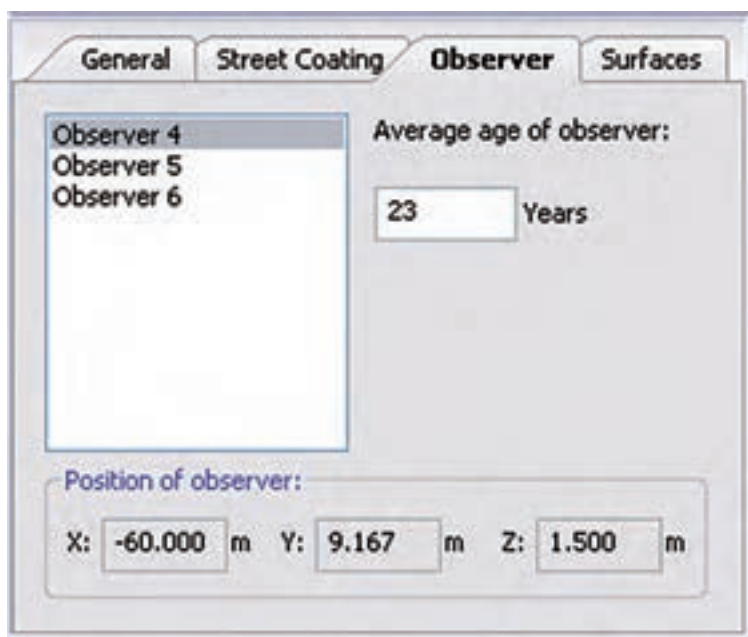 General Street Coating Observer Surfaces
Observer 4
Observer 5
Observer 6
Average age of observer:
23 Years
Position of observer:
X: -60.000 m Y: 9.167 m Z: 1.500 m